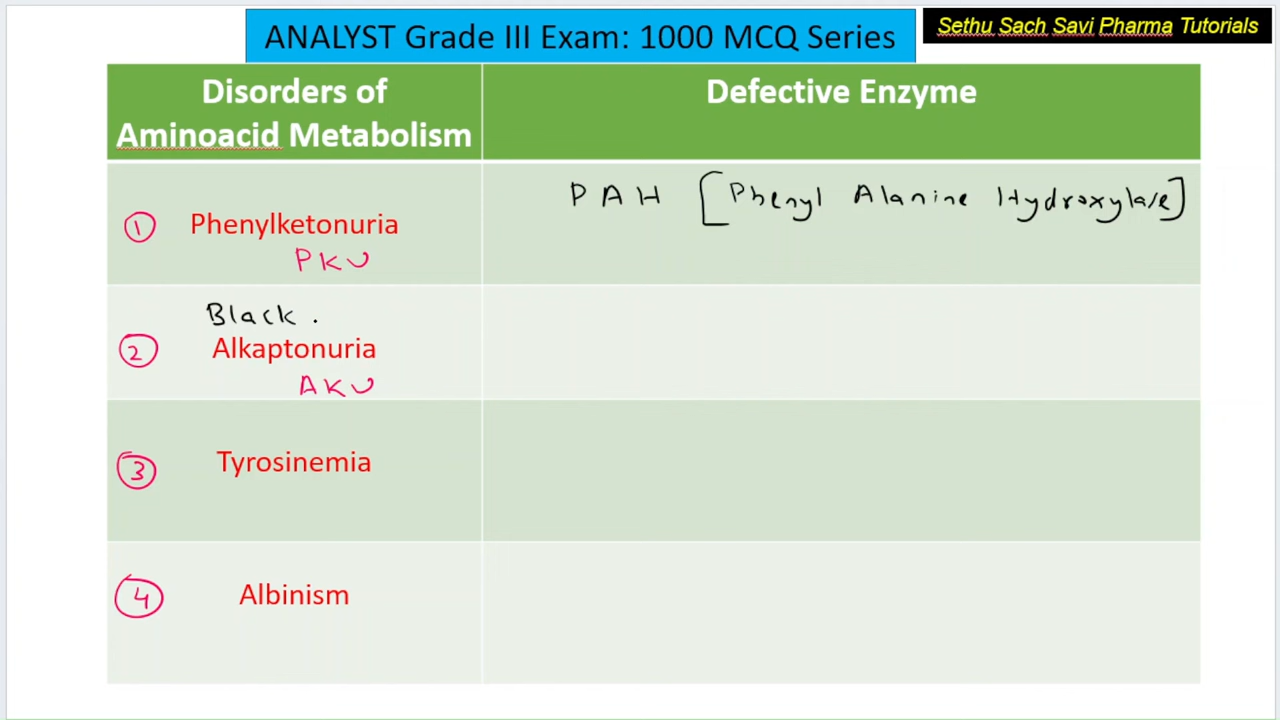 ANALYST Grade III Exam: 1000 MCQ Series
Sethu Sach Savi Pharma Tutorials
Disorders of
Aminoacid Metabolism
Defective Enzyme
1 Phenylketonuria
PKU
PAH [Phenyl Alanine Hydroxylase]
Black .
2 Alkaptonuria
AKU
3 Tyrosinemia
4 Albinism